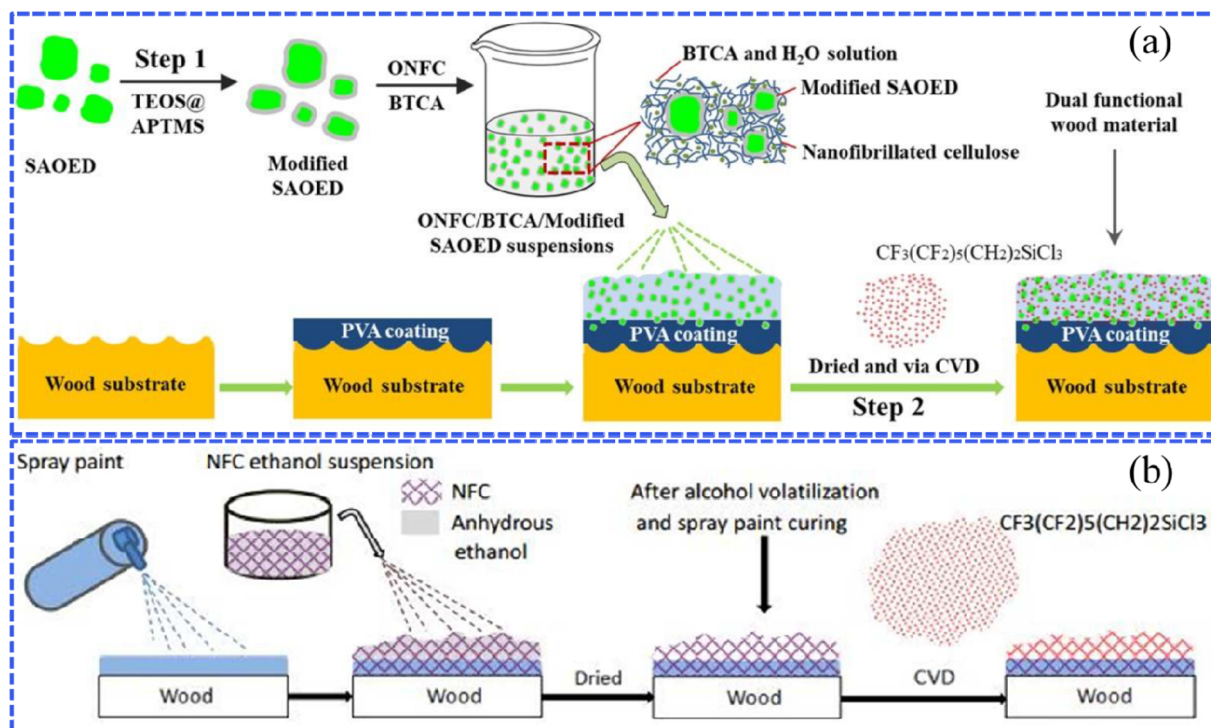 (a)
Step 1
TEOS@
APTMS
SAOED
Modified
SAOED
ONFC
BTCA
ONFC/BTCA/Modified
SAOED suspensions
BTCA and H₂O solution
Modified SAOED
Nanofibrillated cellulose
Dual functional
wood material
CF₃(CF₂)₅(CH₂)₂SiCl₃
Wood substrate
PVA coating
Wood substrate
PVA coating
Wood substrate
Dried and via CVD
Step 2
PVA coating
Wood substrate
(b)
Spray paint
NFC ethanol suspension
NFC
Anhydrous
ethanol
After alcohol volatilization
and spray paint curing
CF3(CF2)5(CH2)2SiCl3
Wood
Wood
Dried
Wood
CVD
Wood